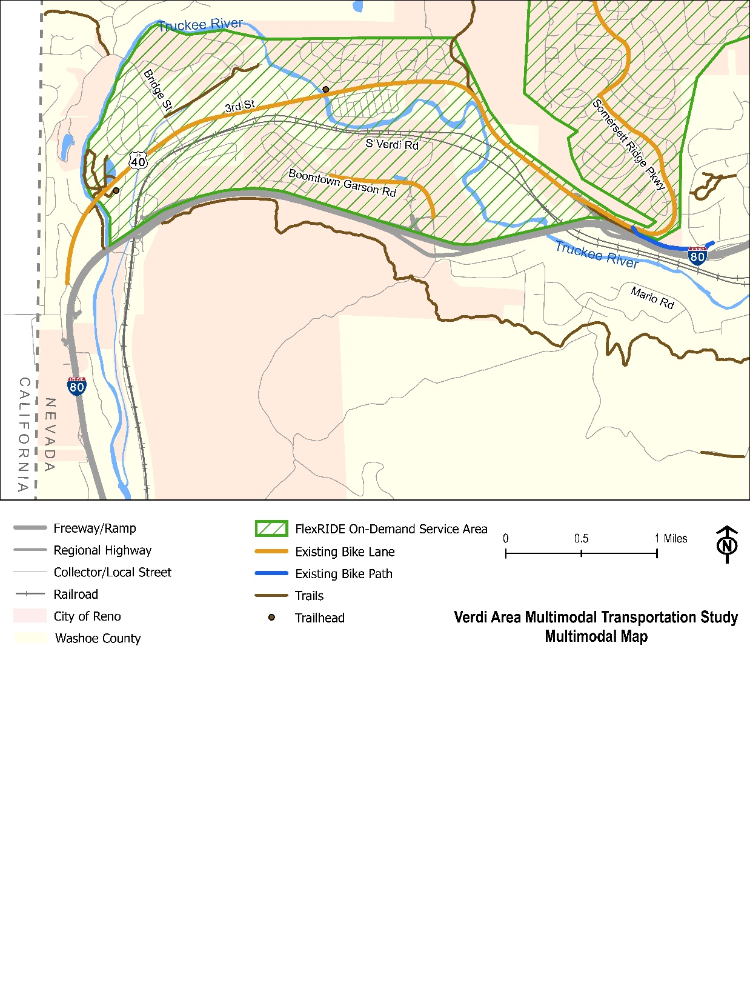 Truckee River
Bridge St
3rd St
US
40
S Verdi Rd
Boomtown Garson Rd
Somersett Ridge Pkwy
Truckee River
80
Mario Rd
80
CALIFORNIA
NEVADA
Freeway/Ramp
Regional Highway
Collector/Local Street
Railroad
City of Reno
Washoe County
FlexRIDE On-Demand Service Area
Existing Bike Lane
Existing Bike Path
Trails
Trailhead
0 0.5 1 Miles
N
Verdi Area Multimodal Transportation Study
Multimodal Map